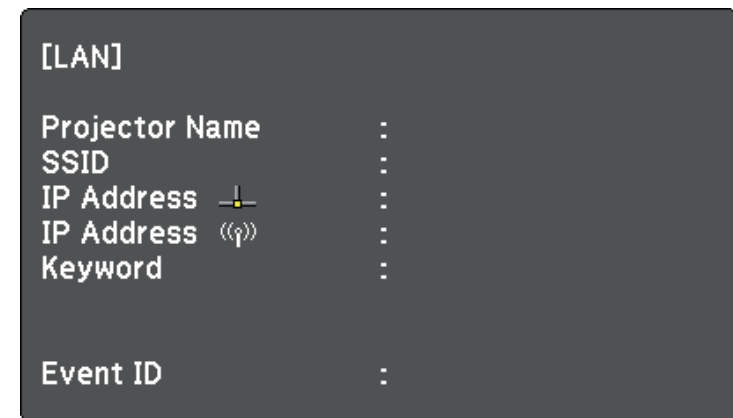 [LAN]
Projector Name :
SSID :
IP Address :
IP Address :
Keyword :
Event ID :